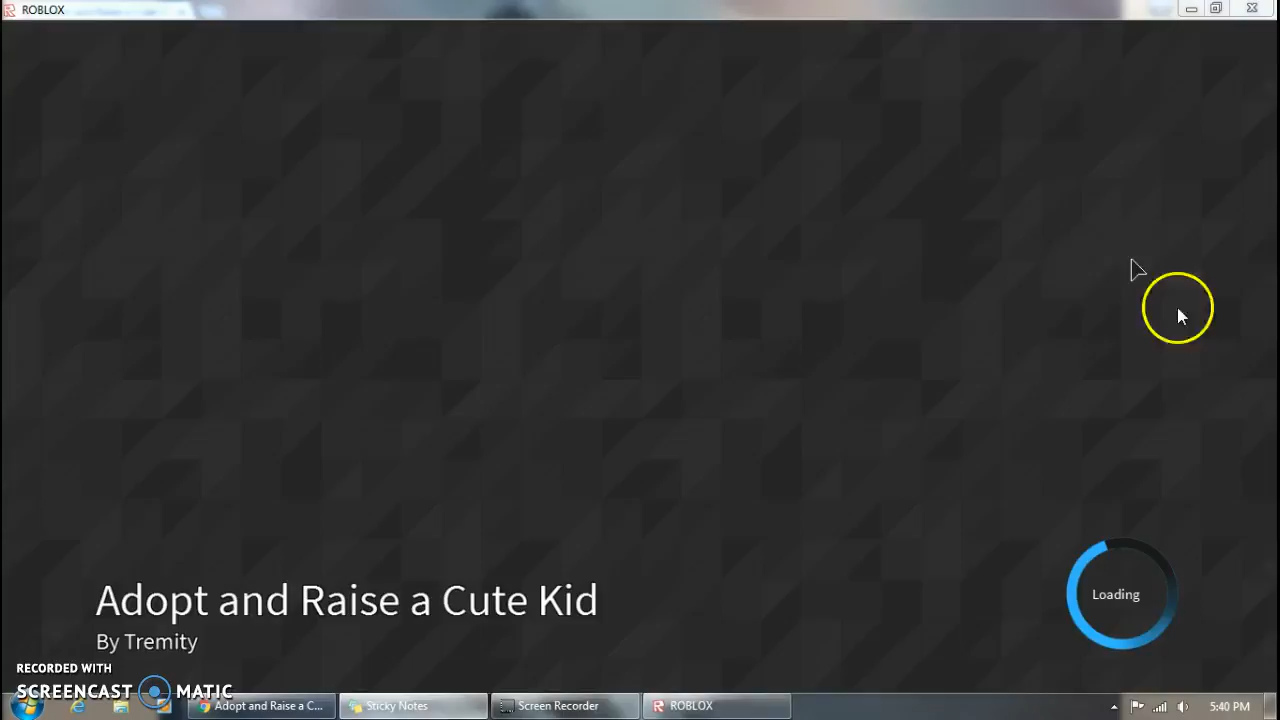 ROBLOX
Adopt and Raise a Cute Kid
By Tremity
Loading
RECORDED WITH
SCREENCAST MATIC
Adopt and Raise a C...
Sticky Notes
Screen Recorder
ROBLOX
5:40 PM